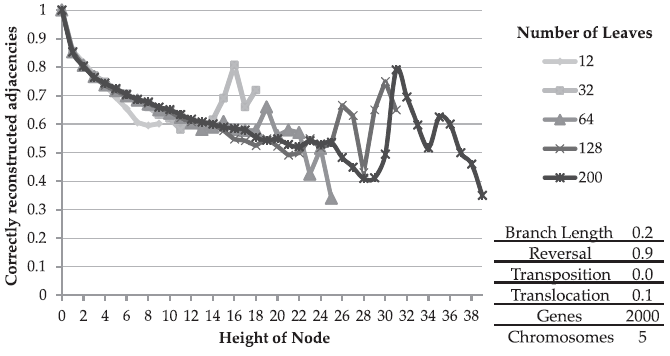 Correctly reconstructed adjacencies
1
0.9
0.8
0.7
0.6
0.5
0.4
0.3
0.2
0.1
0
0 2 4 6 8 10 12 14 16 18 20 22 24 26 28 30 32 34 36 38
Height of Node
Number of Leaves
12
32
64
128
200
Branch Length 0.2
Reversal 0.9
Transposition 0.0
Translocation 0.1
Genes 2000
Chromosomes 5